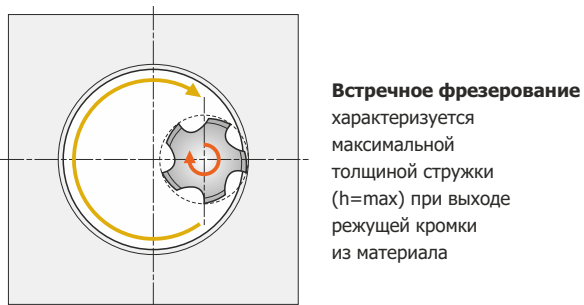 Встречное фрезерование
характеризуется
максимальной
толщиной стружки
(h=max) при выходе
режущей кромки
из материала